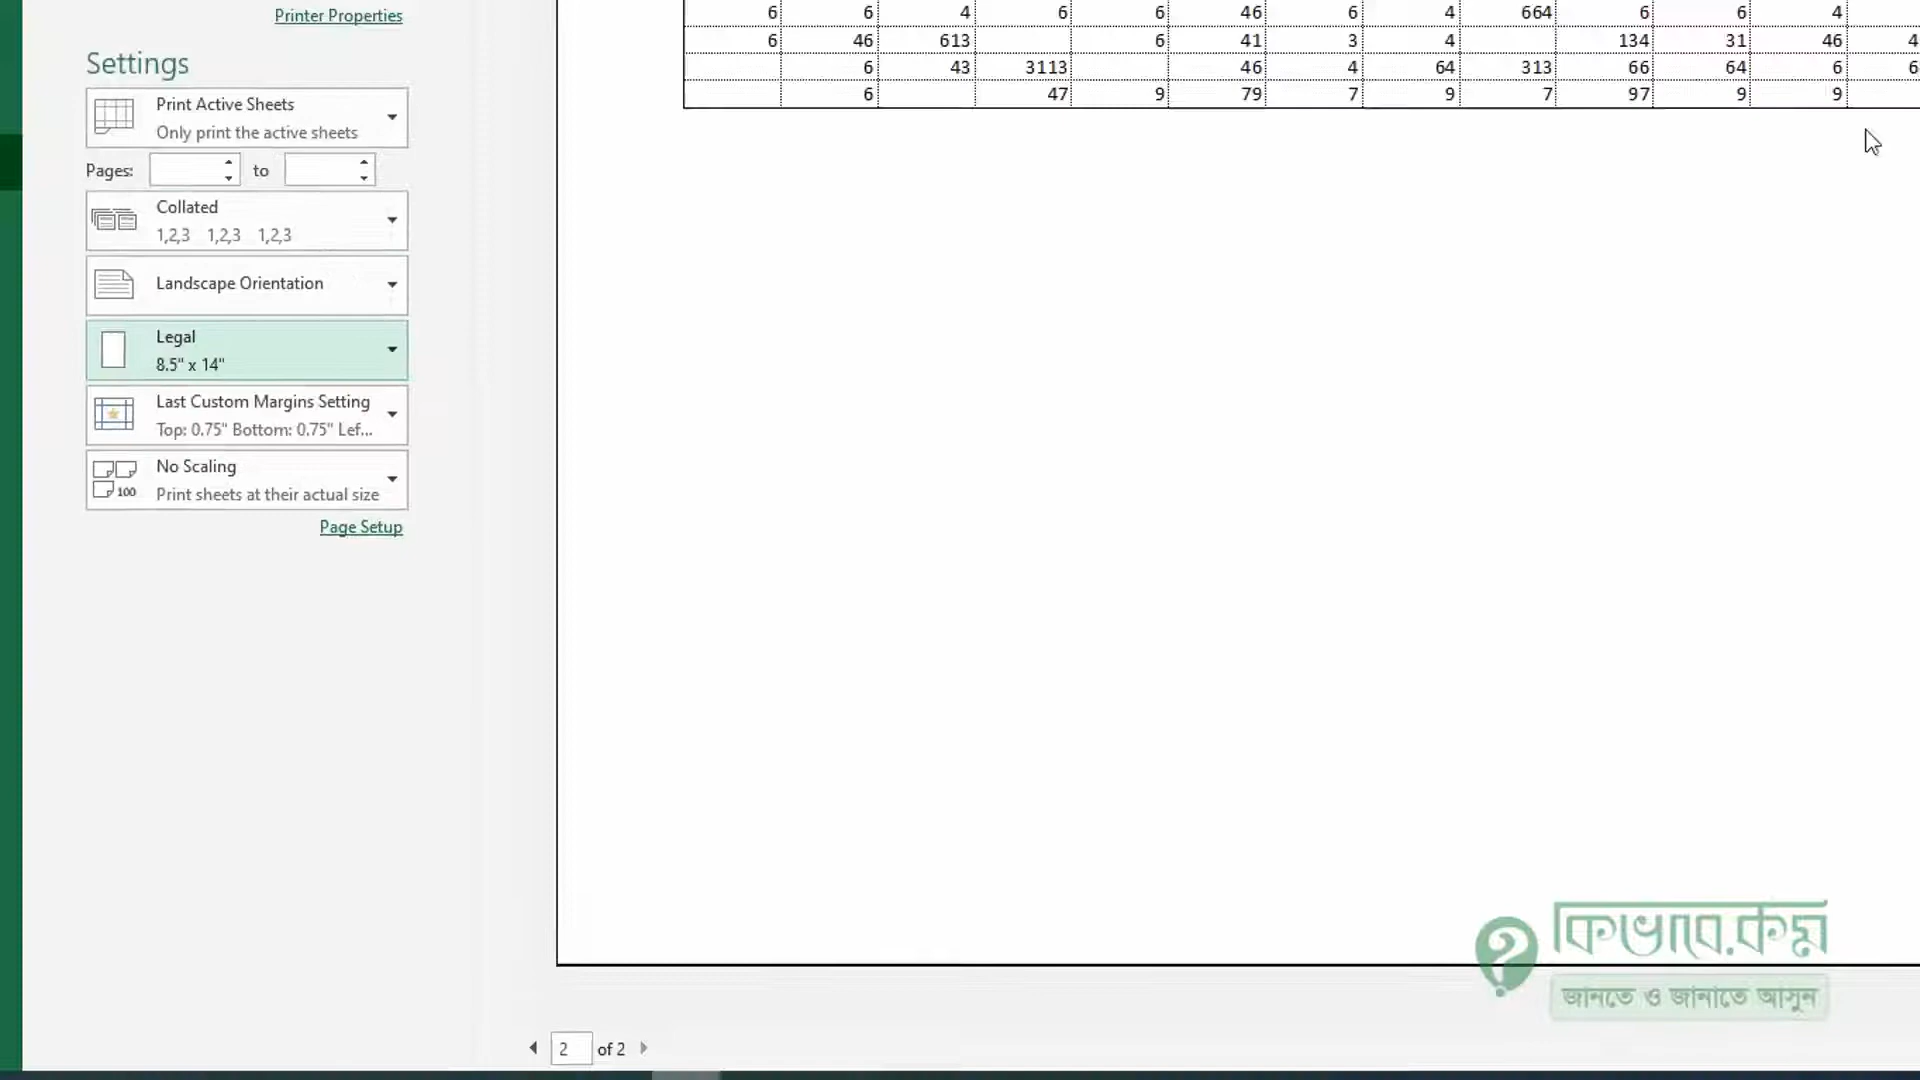 Printer Properties
Settings
Print Active Sheets
Only print the active sheets
Pages: to
Collated
1,2,3 1,2,3 1,2,3
Landscape Orientation
Legal
8.5" x 14"
Last Custom Margins Setting
Top: 0.75" Bottom: 0.75" Lef...
No Scaling
100
Print sheets at their actual size
Page Setup
6 6 4 6 6 46 6 4 664 6 6 4
6 46 613 6 41 3 4 134 31 46 4
6 43 3113 46 4 64 313 66 64 6 6
6 47 9 79 7 9 7 97 9 9
কিভাবে.কম
জানতে ও জানাতে আসুন
2 of 2